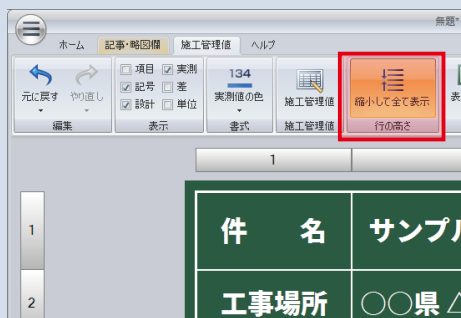 無題*
ホーム 記事・略図欄 施工管理値 ヘルプ
元に戻す やり直し
編集
項目 実測
記号 差
設計 単位
表示
134
実測値の色
書式
施工管理値
施工管理値
縮小して全て表示
行の高さ
表
1
1 件 名 サンプル
2 工事場所 ○○県△